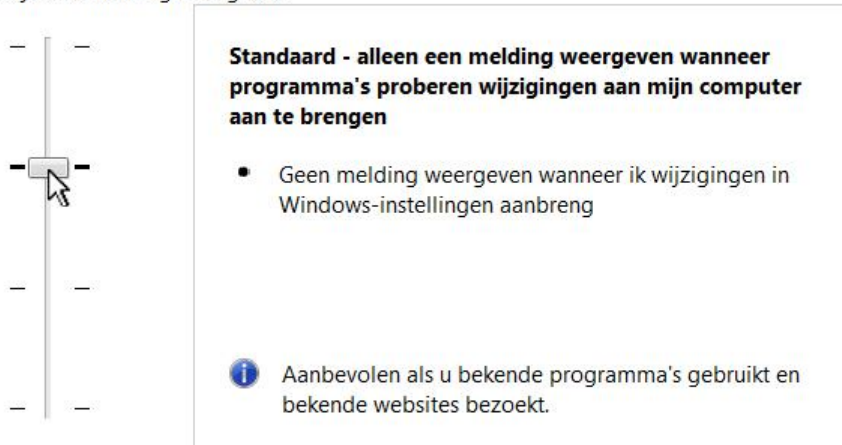 Standaard - alleen een melding weergeven wanneer
programma's proberen wijzigingen aan mijn computer
aan te brengen
• Geen melding weergeven wanneer ik wijzigingen in
Windows-instellingen aanbreng
Aanbevolen als u bekende programma's gebruikt en
bekende websites bezoekt.